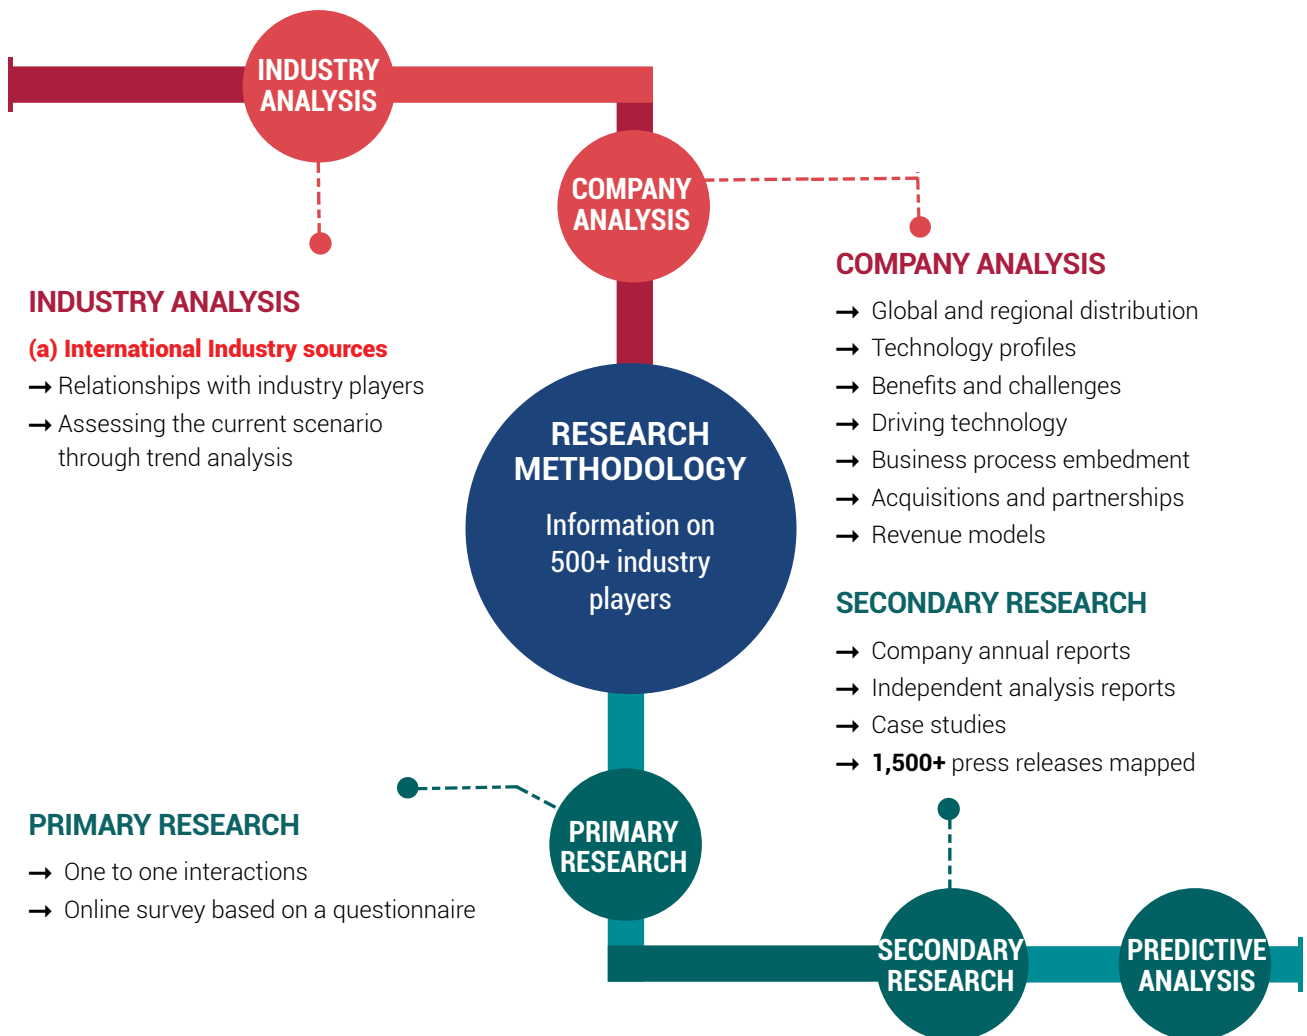 INDUSTRY
ANALYSIS
COMPANY
ANALYSIS
INDUSTRY ANALYSIS
(a) International Industry sources
→ Relationships with industry players
→ Assessing the current scenario
through trend analysis
COMPANY ANALYSIS
→ Global and regional distribution
→ Technology profiles
→ Benefits and challenges
→ Driving technology
→ Business process embedment
→ Acquisitions and partnerships
→ Revenue models
RESEARCH
METHODOLOGY
Information on
500+ industry
players
SECONDARY RESEARCH
→ Company annual reports
→ Independent analysis reports
→ Case studies
→ 1,500+ press releases mapped
PRIMARY RESEARCH
→ One to one interactions
→ Online survey based on a questionnaire
PRIMARY
RESEARCH
SECONDARY
RESEARCH
PREDICTIVE
ANALYSIS